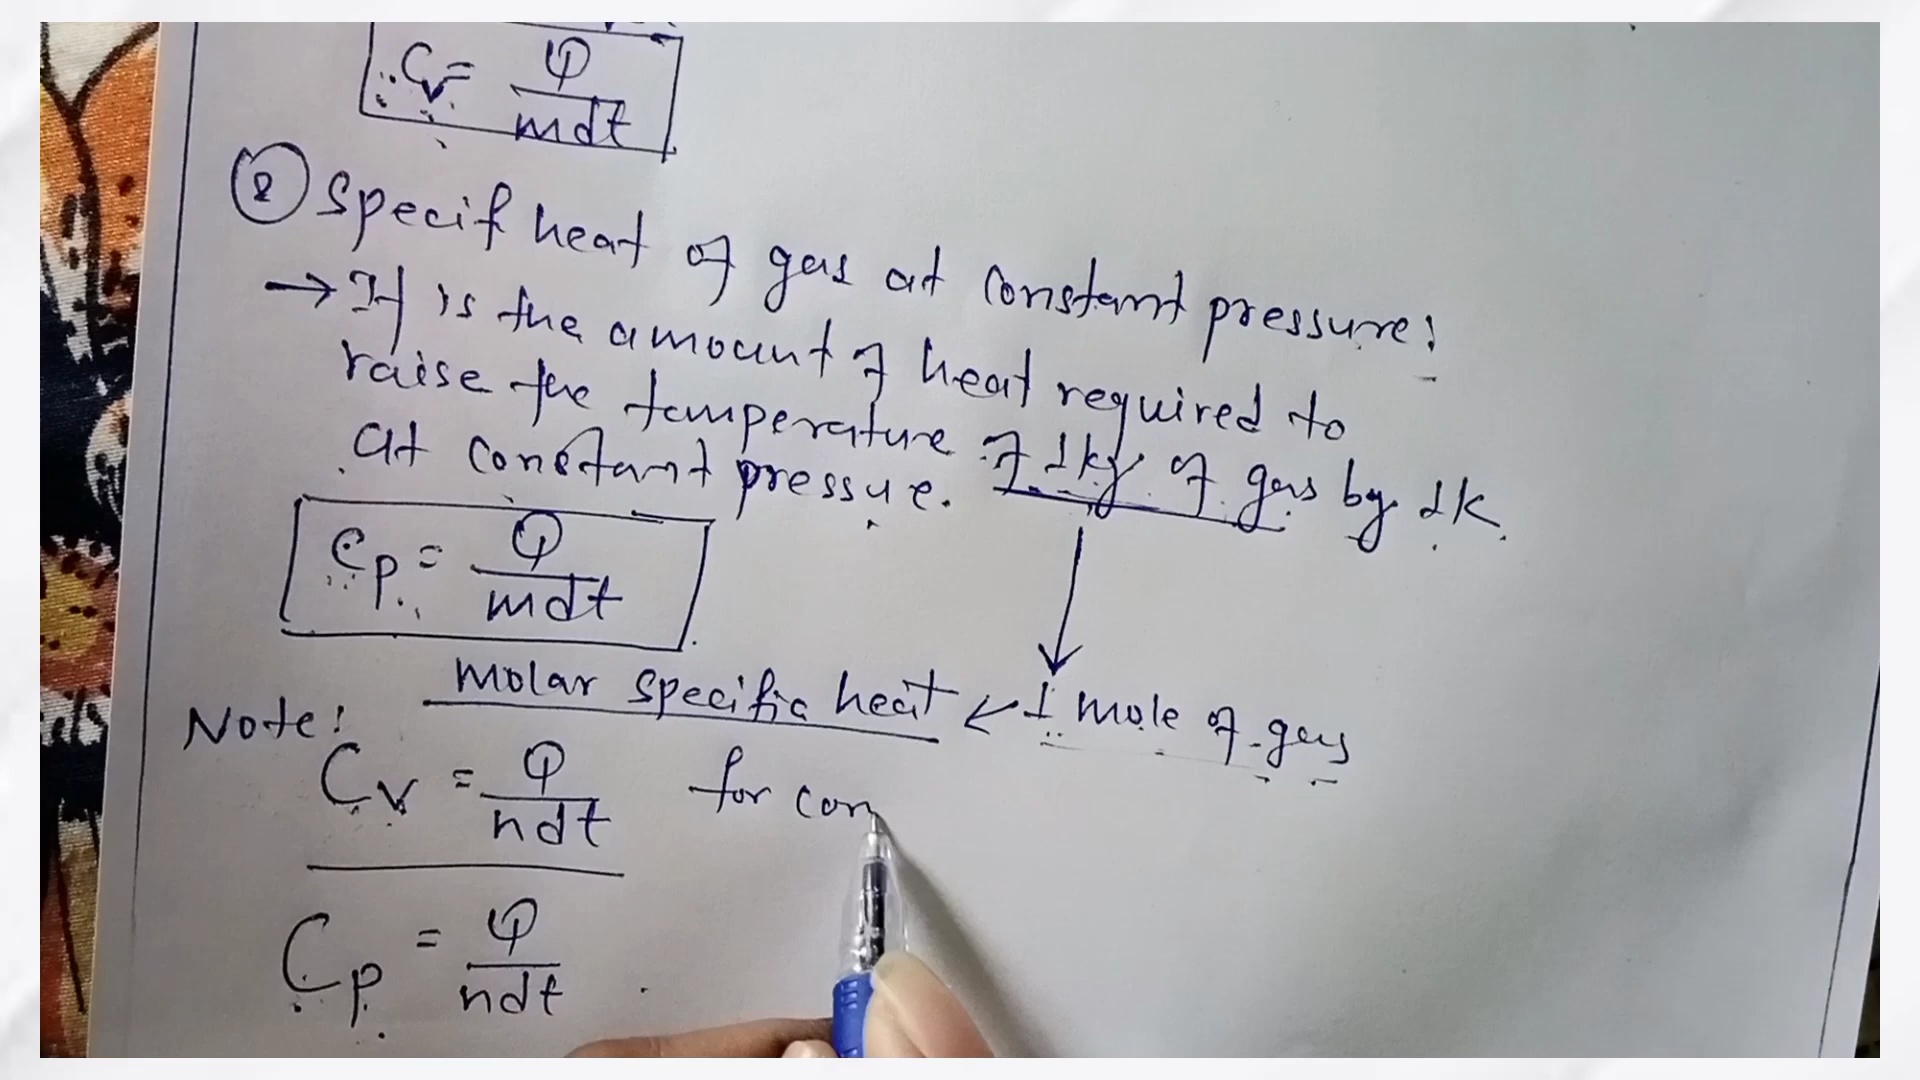 Cv = Q / mdt
② Specif heat of gas at constant pressure:
→ It is the amount of heat required to
raise the temperature of 1kg of gas by 1k
at constant pressue.
Cp = Q / mdt
molar specific heat ← 1 mole of gas
Note:
Cv = Q / ndt for con
Cp = Q / ndt